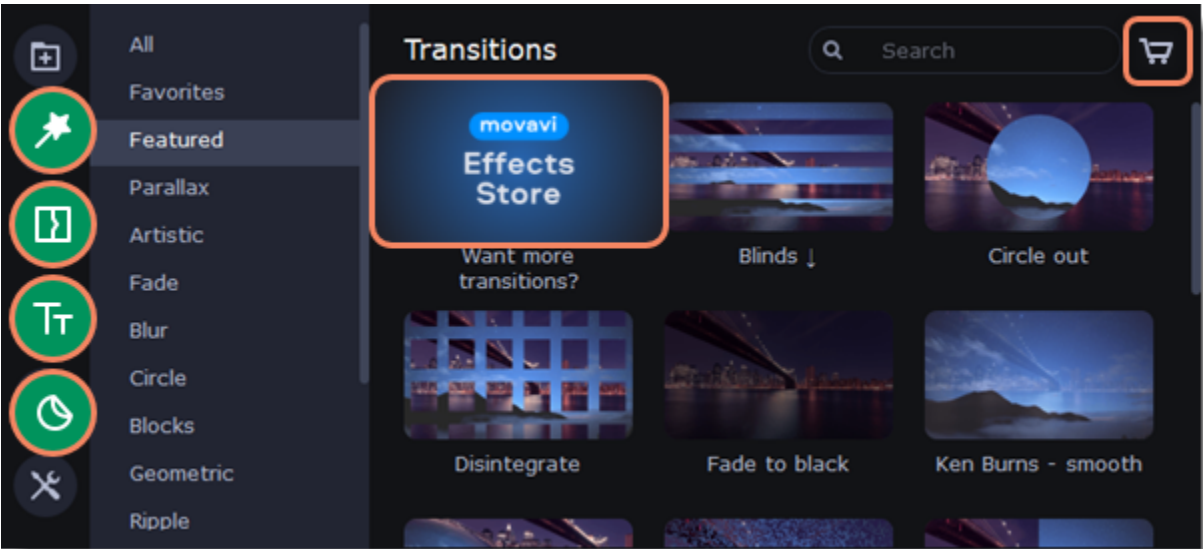 All
Favorites
Featured
Parallax
Artistic
Fade
Blur
Circle
Blocks
Geometric
Ripple
Transitions
Search
movavi
Effects
Store
Want more
transitions?
Blinds ↓
Circle out
Disintegrate
Fade to black
Ken Burns - smooth
TT